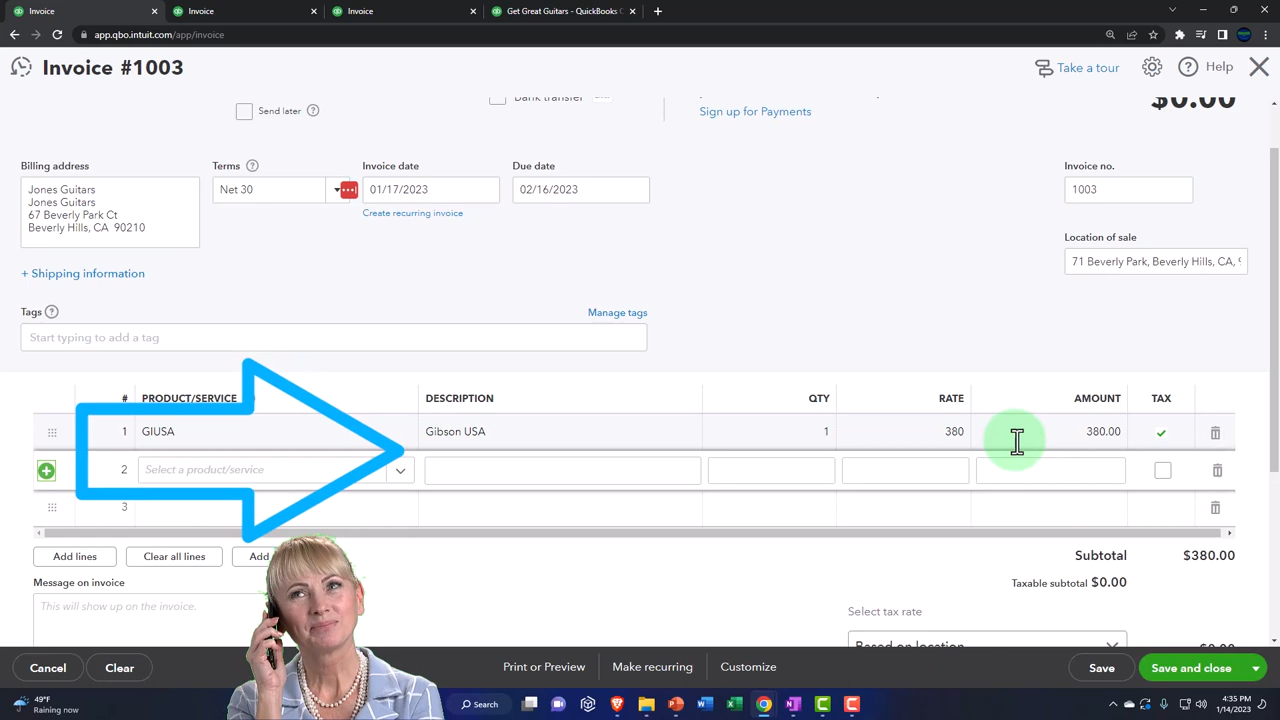 Invoice
Invoice
Invoice
Get Great Guitars - QuickBooks
app.qbo.intuit.com/app/invoice
Invoice #1003
Take a tour
Help
Send later
Bank transfer
Sign up for Payments
$0.00
Billing address
Terms
Invoice date
Due date
Invoice no.
Jones Guitars
Jones Guitars
67 Beverly Park Ct
Beverly Hills, CA 90210
Net 30
01/17/2023
02/16/2023
1003
Create recurring invoice
Location of sale
71 Beverly Park, Beverly Hills, CA,
+ Shipping information
Tags
Manage tags
Start typing to add a tag
# PRODUCT/SERVICE DESCRIPTION QTY RATE AMOUNT TAX
1 GIUSA Gibson USA 1 380 380.00
2 Select a product/service
3
Add lines
Clear all lines
Add
Subtotal $380.00
Message on invoice
Taxable subtotal $0.00
This will show up on the invoice.
Select tax rate
Based on location
Cancel
Clear
Print or Preview
Make recurring
Customize
Save
Save and close
49°F
Raining now
Search
4:35 PM
1/14/2023